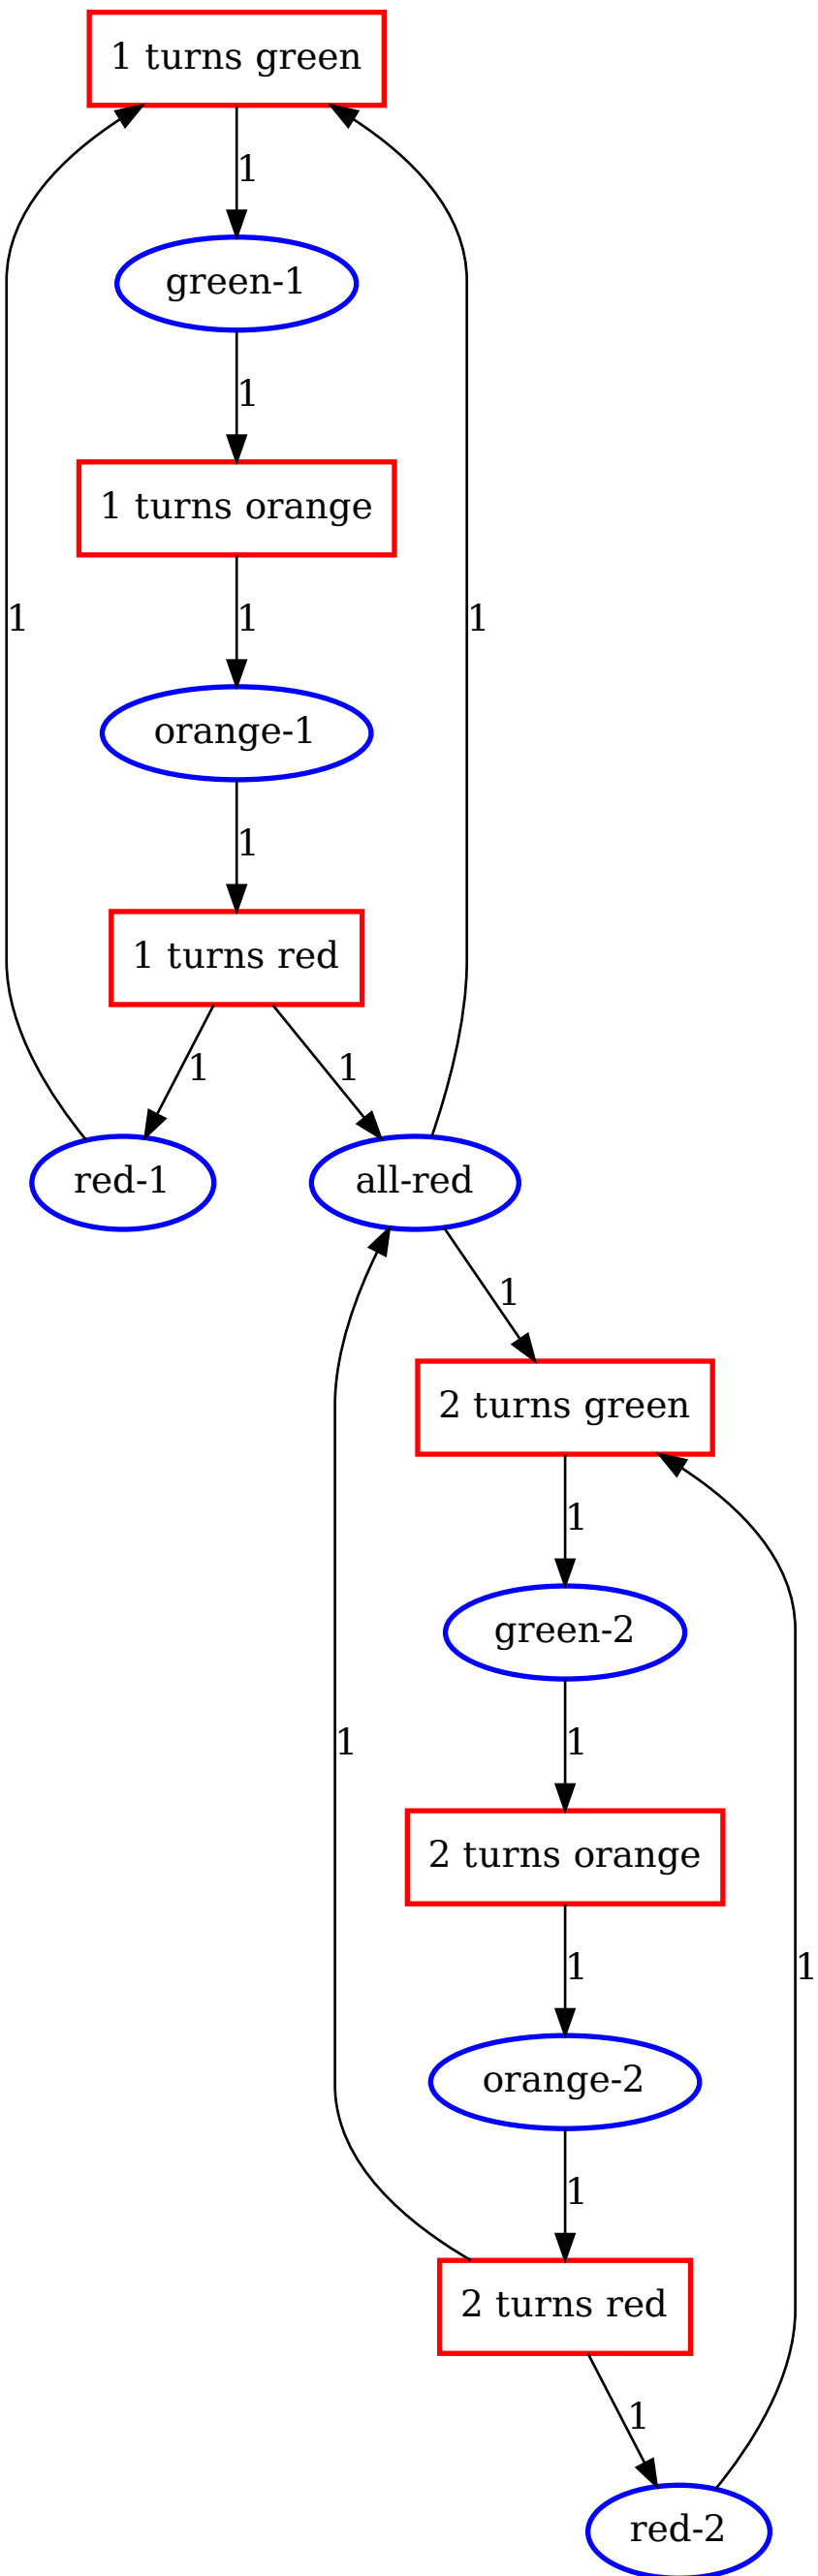 1 turns green
1
green-1
1
1 turns orange
1
1
1
orange-1
1
1 turns red
1
1
red-1
all-red
1
2 turns green
1
green-2
1
1
2 turns orange
1
1
orange-2
1
2 turns red
1
red-2